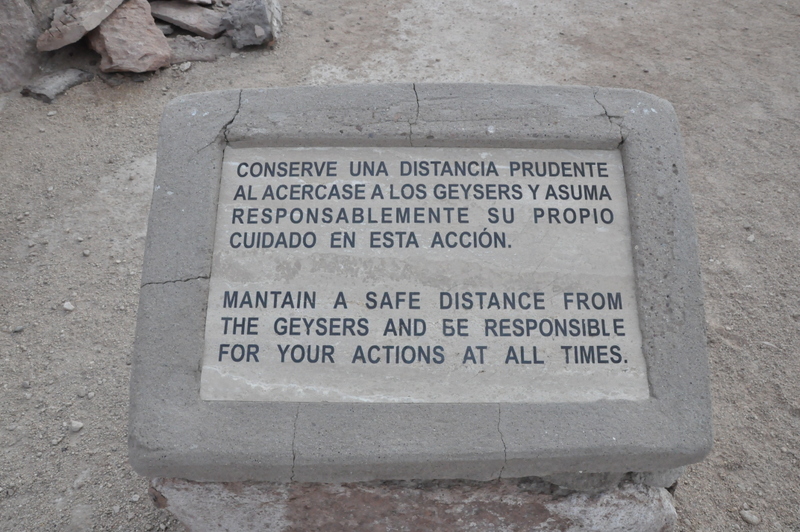 CONSERVE UNA DISTANCIA PRUDENTE
AL ACERCASE A LOS GEYSERS Y ASUMA
RESPONSABLEMENTE SU PROPIO
CUIDADO EN ESTA ACCIÓN.
MANTAIN A SAFE DISTANCE FROM
THE GEYSERS AND BE RESPONSIBLE
FOR YOUR ACTIONS AT ALL TIMES.